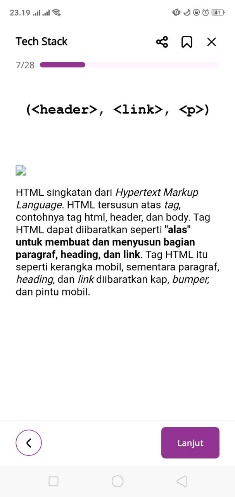 23.19
Tech Stack
7/28
(<header>, <link>, <p>)
HTML singkatan dari Hypertext Markup
Language. HTML tersusun atas tag,
contohnya tag html, header, dan body. Tag
HTML dapat diibaratkan seperti "alas"
untuk membuat dan menyusun bagian
paragraf, heading, dan link. Tag HTML itu
seperti kerangka mobil, sementara paragraf,
heading, dan link diibaratkan kap, bumper,
dan pintu mobil.
Lanjut